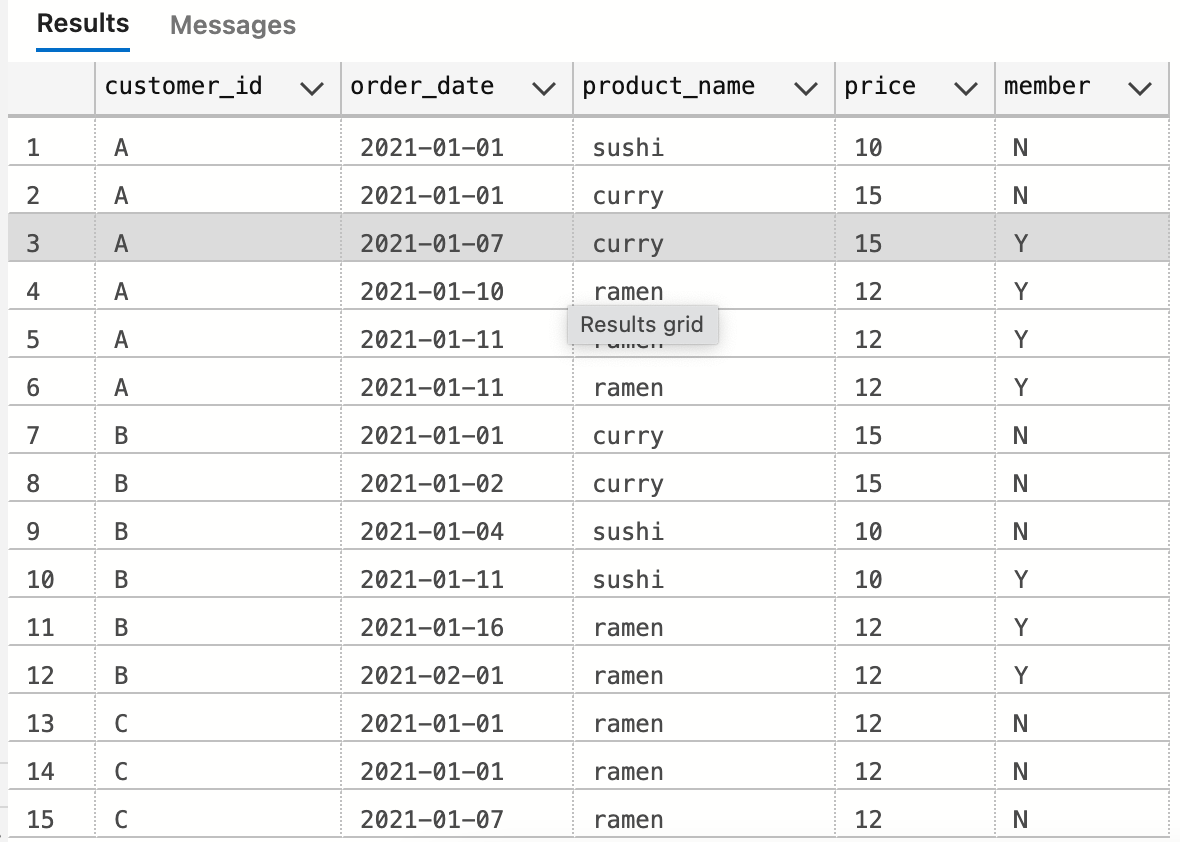 Results Messages
customer_id order_date product_name price member
1 A 2021-01-01 sushi 10 N
2 A 2021-01-01 curry 15 N
3 A 2021-01-07 curry 15 Y
4 A 2021-01-10 ramen 12 Y
Results grid
5 A 2021-01-11 ramen 12 Y
6 A 2021-01-11 ramen 12 Y
7 B 2021-01-01 curry 15 N
8 B 2021-01-02 curry 15 N
9 B 2021-01-04 sushi 10 N
10 B 2021-01-11 sushi 10 Y
11 B 2021-01-16 ramen 12 Y
12 B 2021-02-01 ramen 12 Y
13 C 2021-01-01 ramen 12 N
14 C 2021-01-01 ramen 12 N
15 C 2021-01-07 ramen 12 N